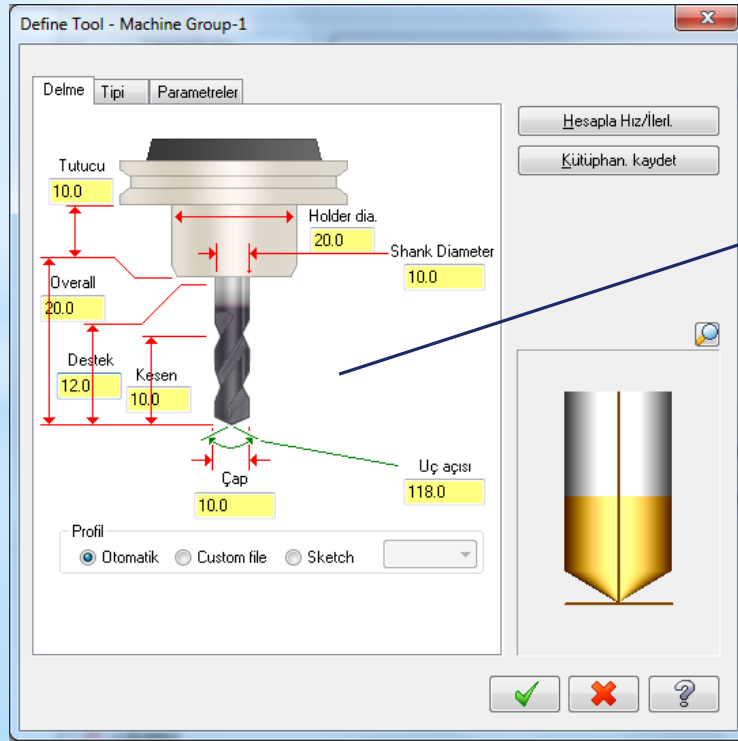 Define Tool - Machine Group-1
Delme Tipi Parametreler
Hesapla Hız/İlerl.
Kütüphan. kaydet
Tutucu
10.0
Holder dia.
20.0
Shank Diameter
10.0
Overall
20.0
Destek
12.0
Kesen
10.0
Çap
10.0
Uç açısı
118.0
Profil
Otomatik Custom file Sketch